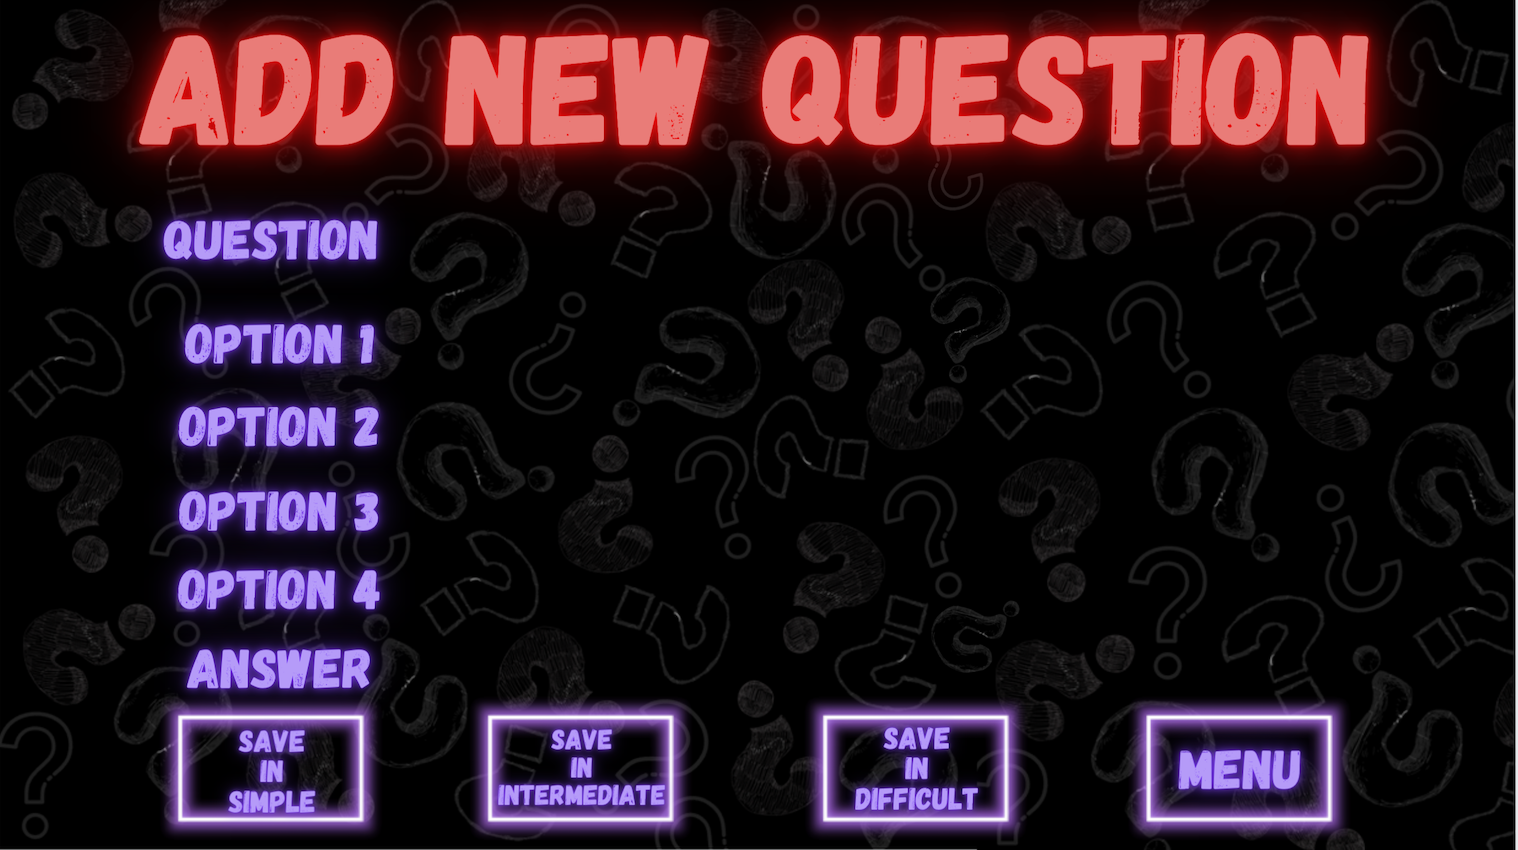 ADD NEW QUESTION
QUESTION
OPTION 1
OPTION 2
OPTION 3
OPTION 4
ANSWER
SAVE
IN
SIMPLE
SAVE
IN
INTERMEDIATE
SAVE
IN
DIFFICULT
MENU